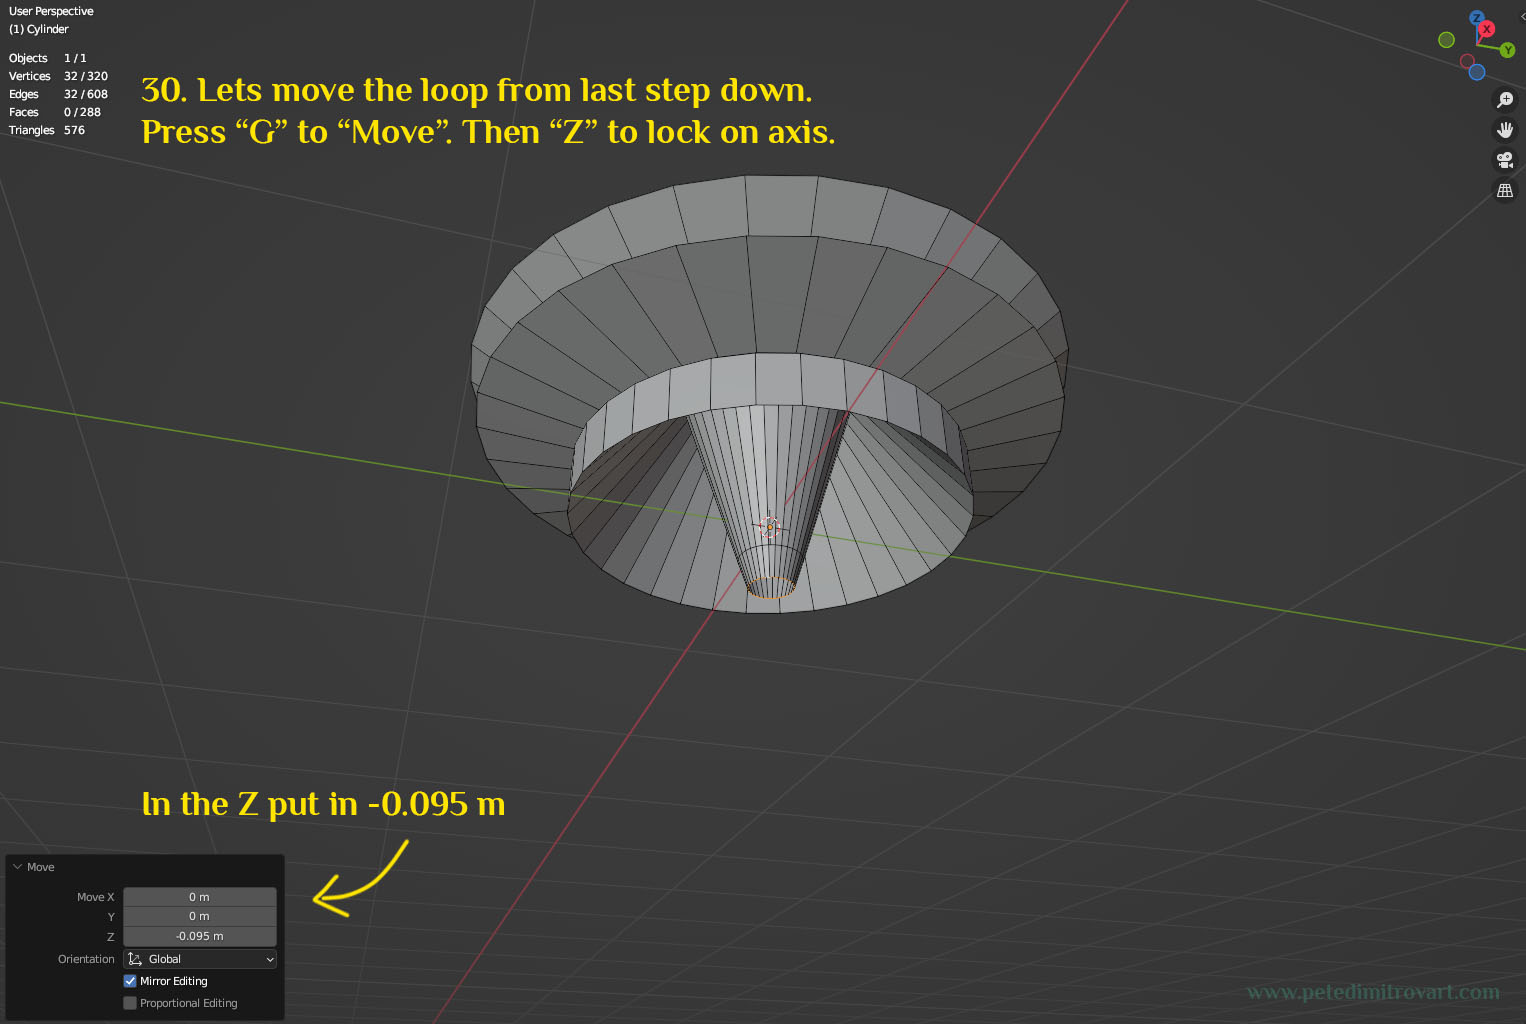 User Perspective
(1) Cylinder
Objects 1 / 1
Vertices 32 / 320
Edges 32 / 608
Faces 0 / 288
Triangles 576
30. Lets move the loop from last step down.
Press “G” to “Move”. Then “Z” to lock on axis.
Z
X
Y
In the Z put in -0.095 m
Move
Move X 0 m
Y 0 m
Z -0.095 m
Orientation Global
Mirror Editing
Proportional Editing
www.petedimitrovart.com